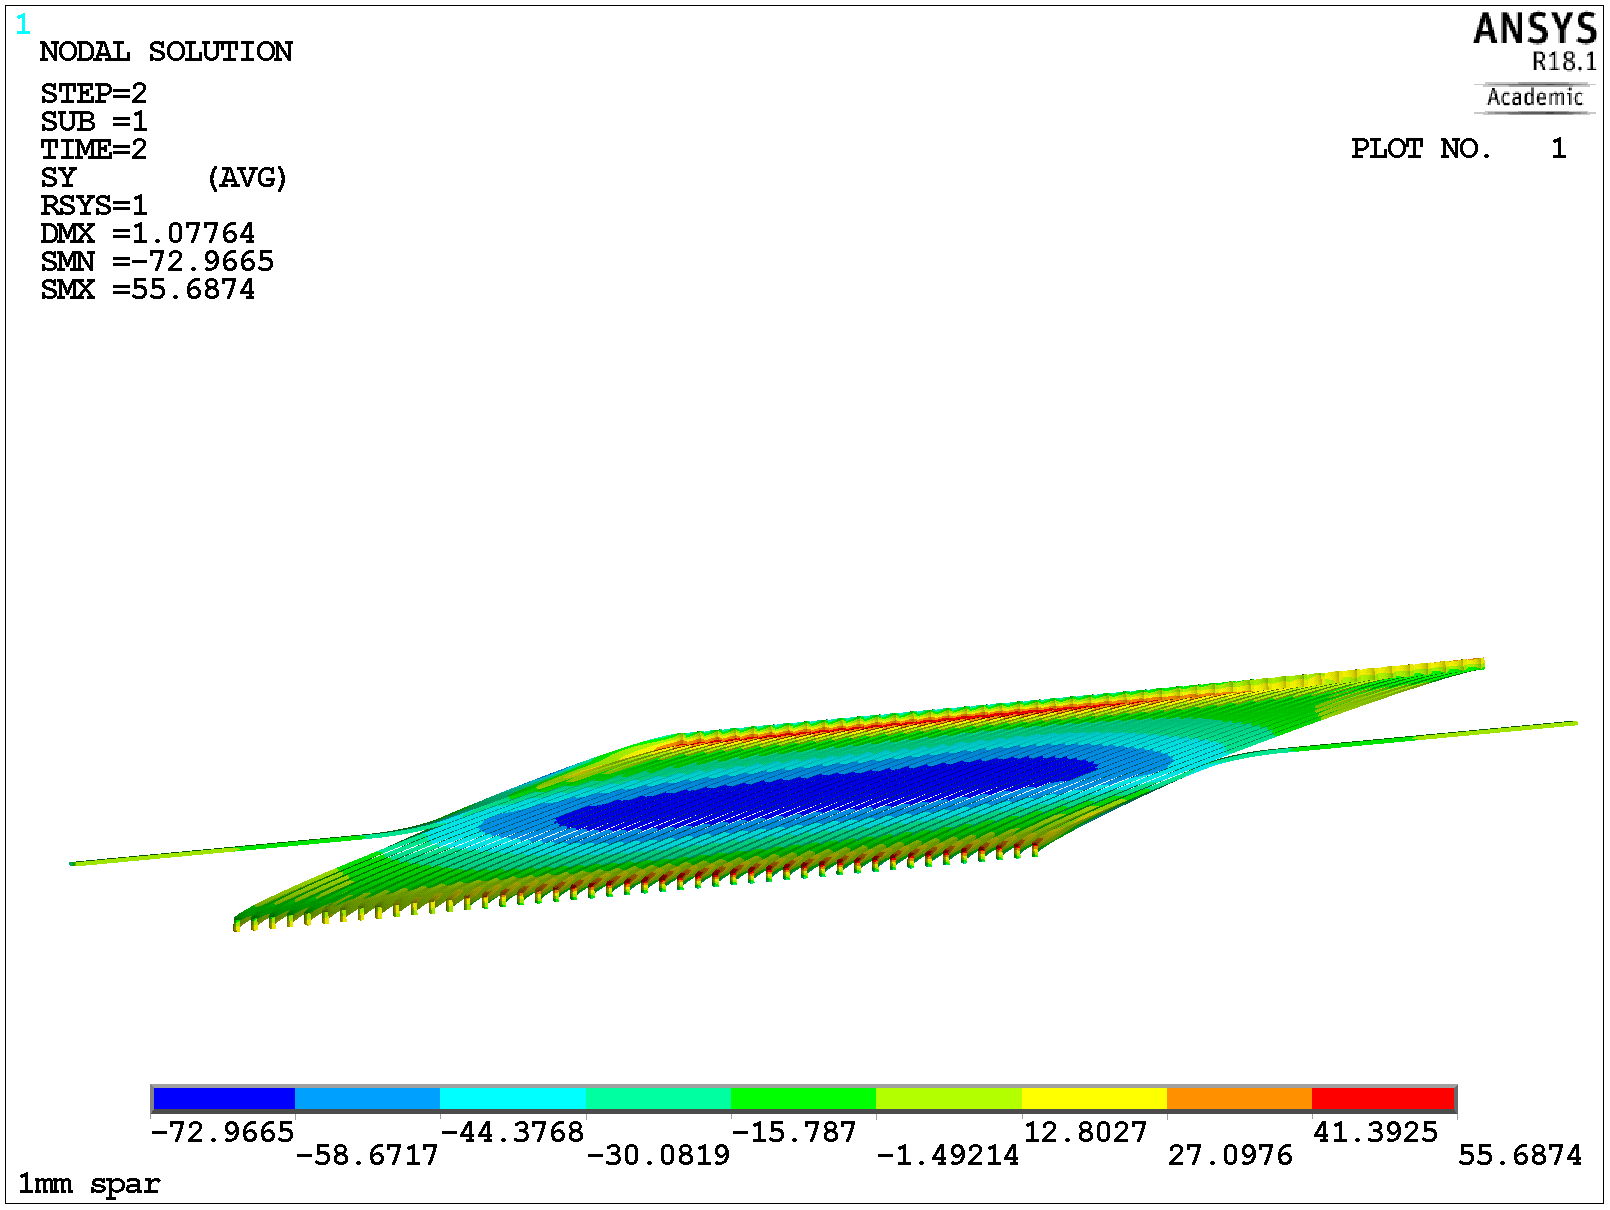 1
NODAL SOLUTION
STEP=2
SUB =1
TIME=2
SY (AVG)
RSYS=1
DMX =1.07764
SMN =-72.9665
SMX =55.6874
ANSYS
R18.1
Academic
PLOT NO. 1
-72.9665 -44.3768 -15.787 12.8027 41.3925
-58.6717 -30.0819 -1.49214 27.0976 55.6874
1mm spar